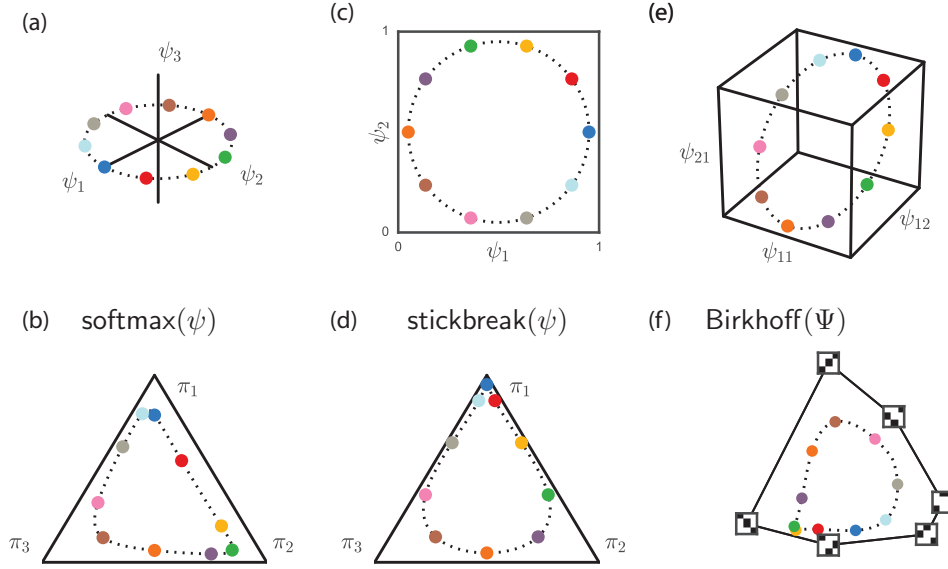 (a)
ψ3
ψ1
ψ2
(c)
1
ψ2
0
0
ψ1
1
(e)
ψ21
ψ12
ψ11
(b) softmax(ψ)
π1
π3
π2
(d) stickbreak(ψ)
π1
π3
π2
(f) Birkhoff(Ψ)